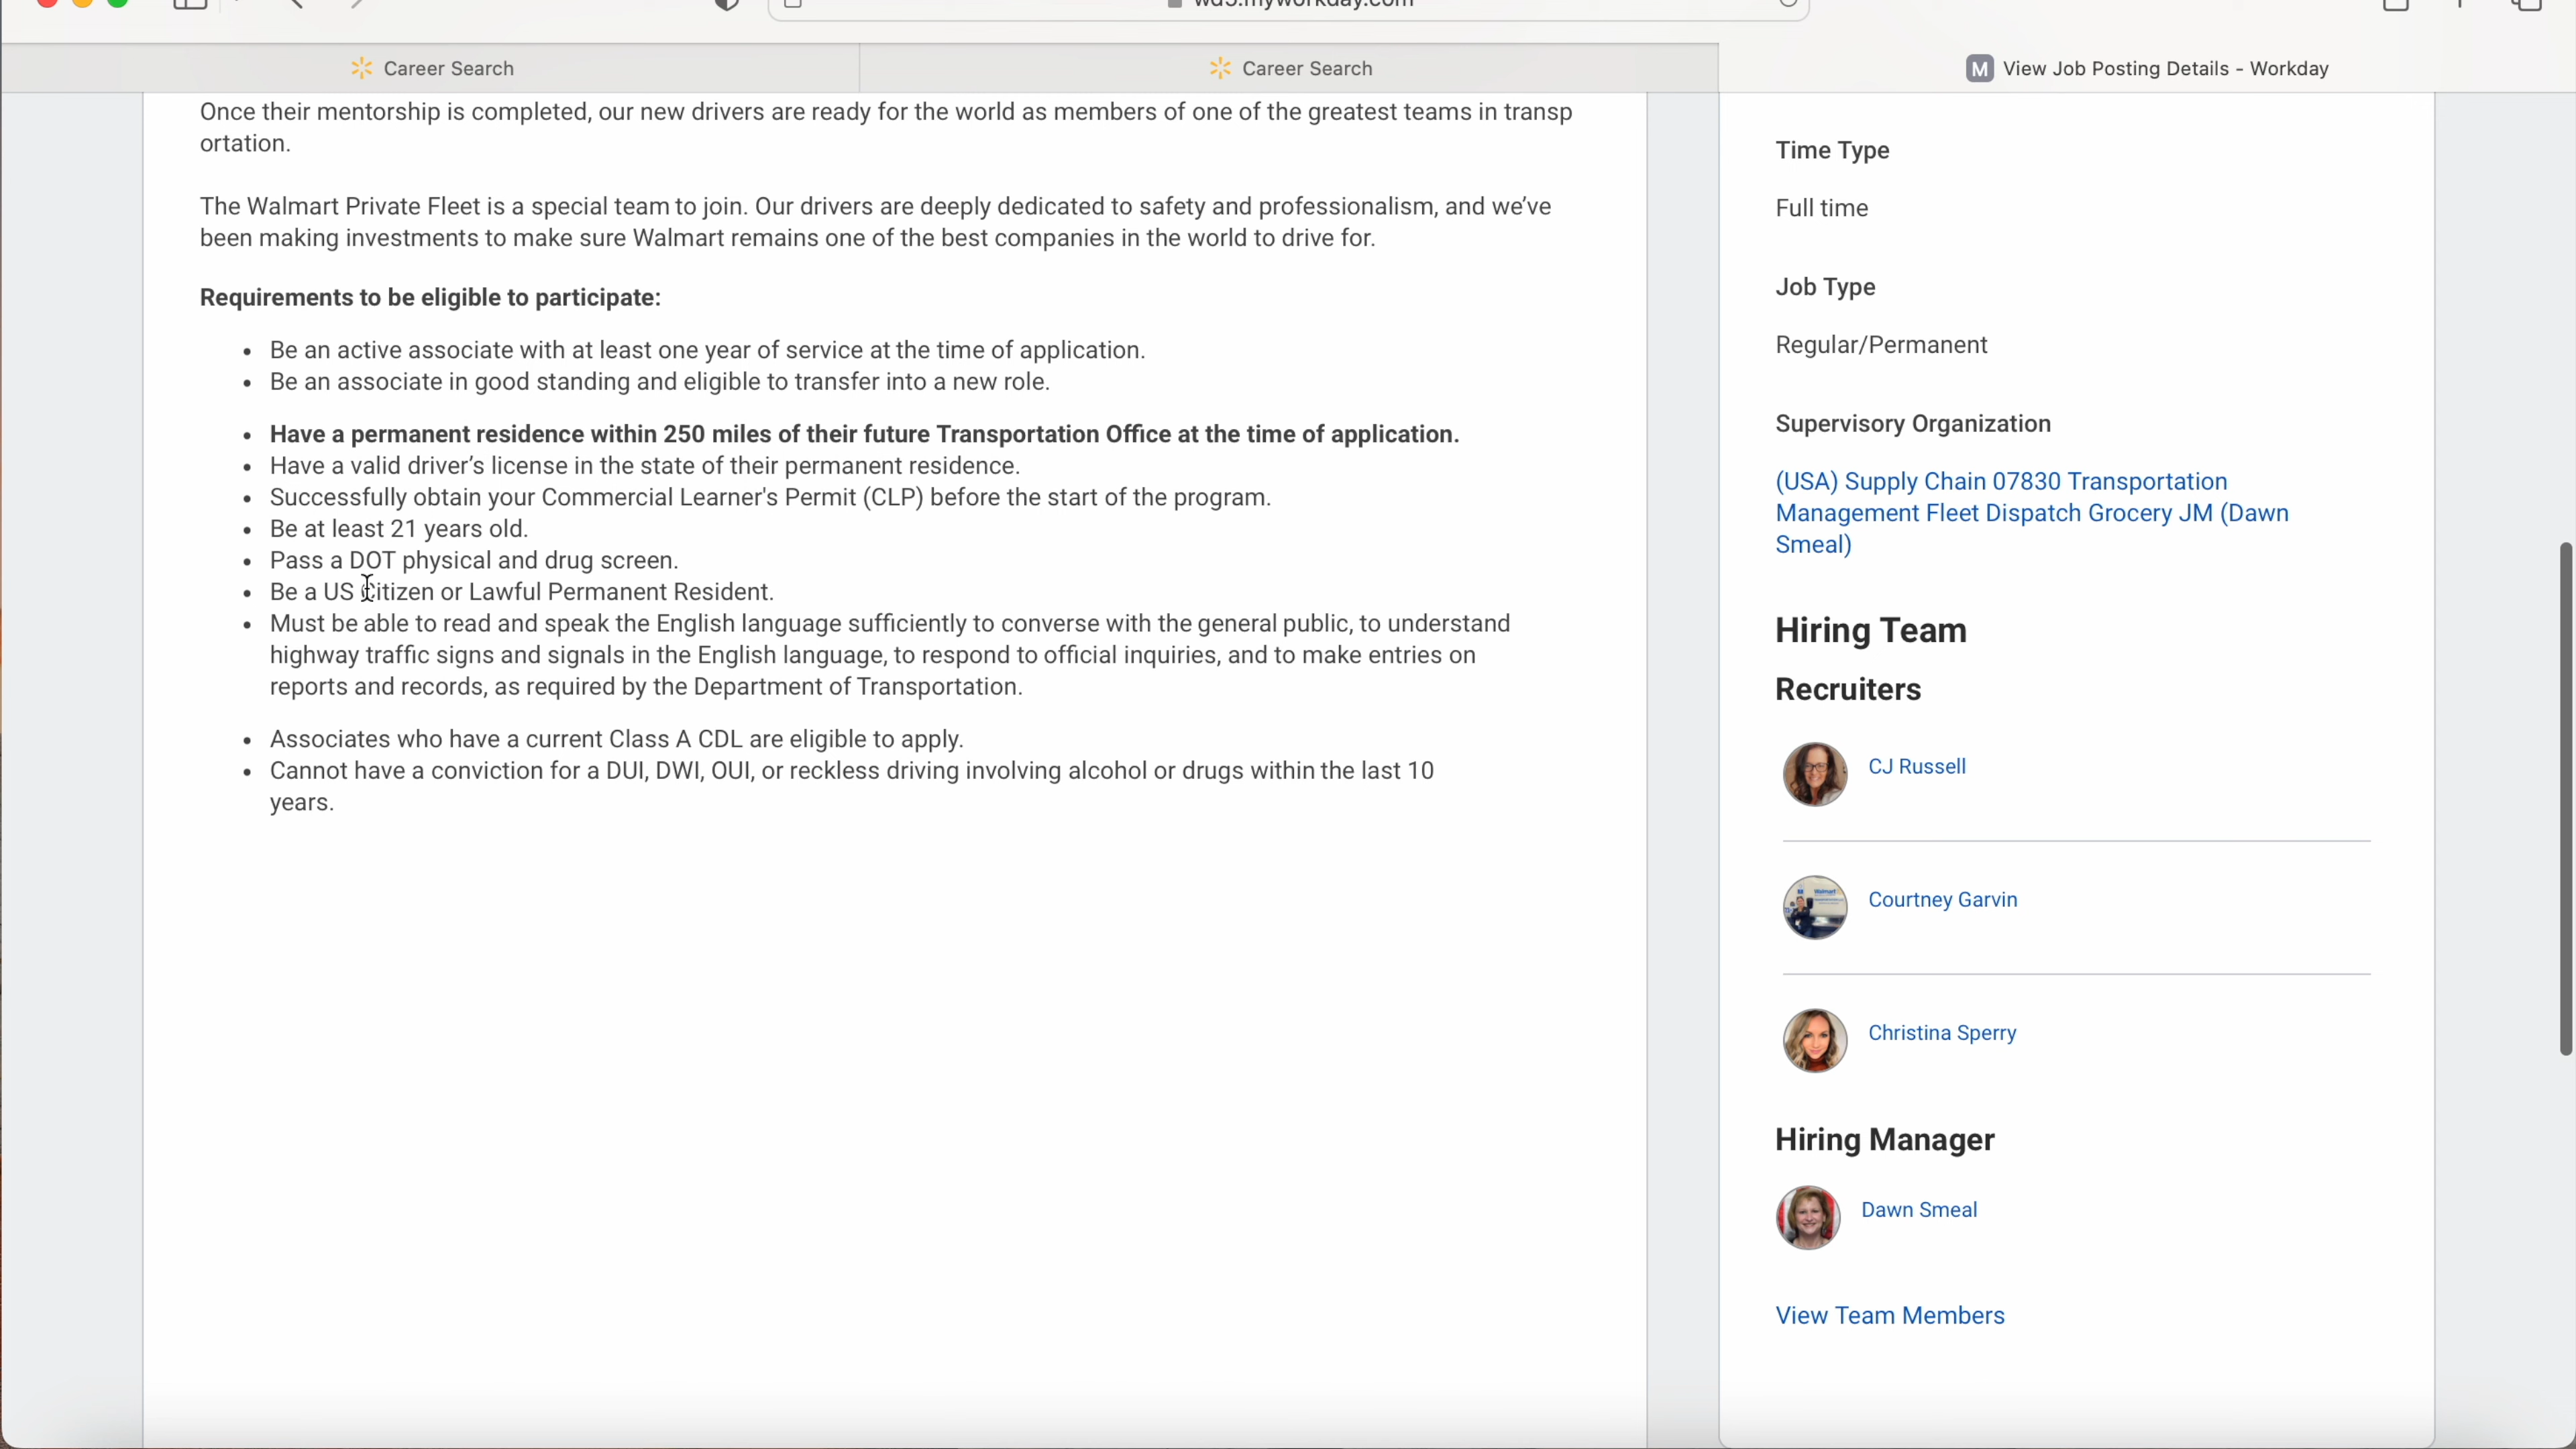 wd5.myworkday.com
Career Search
Career Search
M View Job Posting Details - Workday
Once their mentorship is completed, our new drivers are ready for the world as members of one of the greatest teams in transp
ortation.
The Walmart Private Fleet is a special team to join. Our drivers are deeply dedicated to safety and professionalism, and we’ve
been making investments to make sure Walmart remains one of the best companies in the world to drive for.
Requirements to be eligible to participate:
• Be an active associate with at least one year of service at the time of application.
• Be an associate in good standing and eligible to transfer into a new role.
• Have a permanent residence within 250 miles of their future Transportation Office at the time of application.
• Have a valid driver’s license in the state of their permanent residence.
• Successfully obtain your Commercial Learner's Permit (CLP) before the start of the program.
• Be at least 21 years old.
• Pass a DOT physical and drug screen.
• Be a US Citizen or Lawful Permanent Resident.
• Must be able to read and speak the English language sufficiently to converse with the general public, to understand
highway traffic signs and signals in the English language, to respond to official inquiries, and to make entries on
reports and records, as required by the Department of Transportation.
• Associates who have a current Class A CDL are eligible to apply.
• Cannot have a conviction for a DUI, DWI, OUI, or reckless driving involving alcohol or drugs within the last 10
years.
Time Type
Full time
Job Type
Regular/Permanent
Supervisory Organization
(USA) Supply Chain 07830 Transportation
Management Fleet Dispatch Grocery JM (Dawn
Smeal)
Hiring Team
Recruiters
CJ Russell
Courtney Garvin
Christina Sperry
Hiring Manager
Dawn Smeal
View Team Members